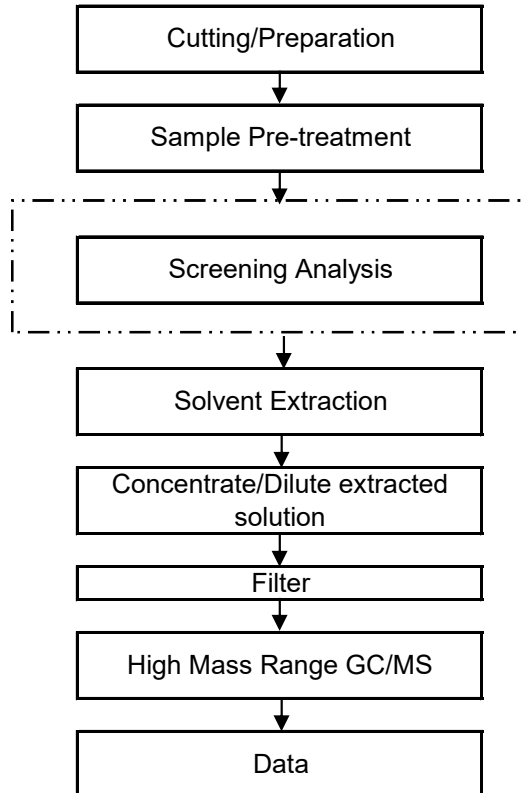 Cutting/Preparation
Sample Pre-treatment
Screening Analysis
Solvent Extraction
Concentrate/Dilute extracted
solution
Filter
High Mass Range GC/MS
Data